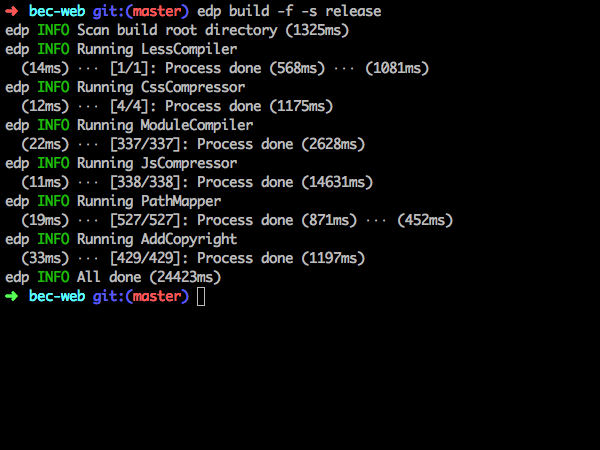 ➜ bec-web git:(master) edp build -f -s release
edp INFO Scan build root directory (1325ms)
edp INFO Running LessCompiler
(14ms) ··· [1/1]: Process done (568ms) ··· (1081ms)
edp INFO Running CssCompressor
(12ms) ··· [4/4]: Process done (1175ms)
edp INFO Running ModuleCompiler
(22ms) ··· [337/337]: Process done (2628ms)
edp INFO Running JsCompressor
(11ms) ··· [338/338]: Process done (14631ms)
edp INFO Running PathMapper
(19ms) ··· [527/527]: Process done (871ms) ··· (452ms)
edp INFO Running AddCopyright
(33ms) ··· [429/429]: Process done (1197ms)
edp INFO All done (24423ms)
➜ bec-web git:(master)